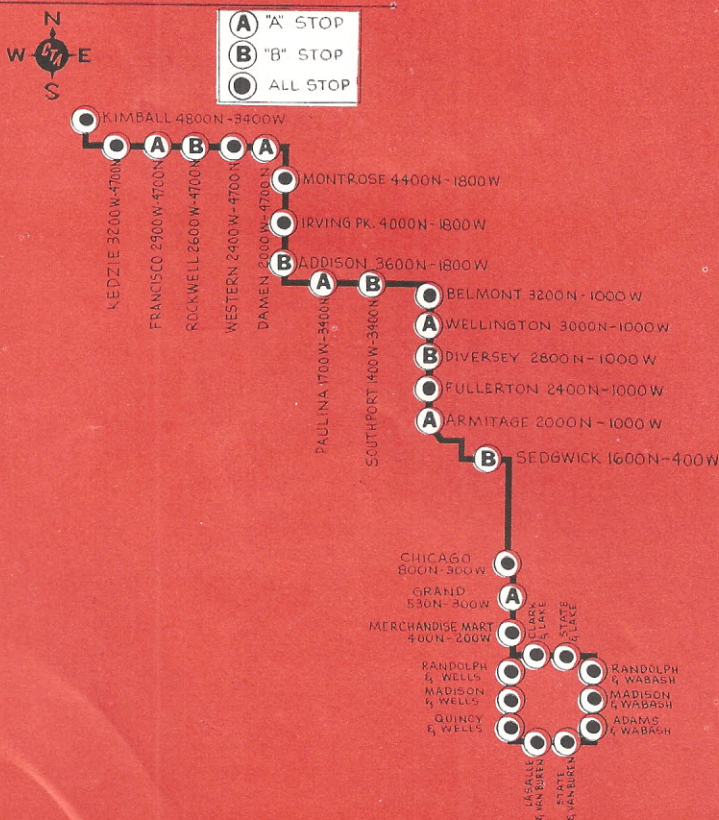 N
W CTA E
S
A "A" STOP
B "B" STOP
ALL STOP
KIMBALL 4800N-3400W
KEDZIE 3200W-4700N
A
FRANCISCO 2900W-4700N
B
ROCKWELL 2600W-4700N
WESTERN 2400W-4700N
A
DAMEN 2000W-4700N
MONTROSE 4400N-1800W
IRVING PK. 4000N-1800W
B ADDISON 3600N-1800W
A
PAULINA 1700W-3400N
B
SOUTHPORT 1400W-3400N
BELMONT 3200N-1000W
A WELLINGTON 3000N-1000W
B DIVERSEY 2800N-1000W
FULLERTON 2400N-1000W
A ARMITAGE 2000N-1000W
B SEDGWICK 1600N-400W
CHICAGO
800N-300W
GRAND
530N-300W
A
MERCHANDISE MART
400N-200W
CLARK
& LAKE
STATE
& LAKE
RANDOLPH
& WELLS
RANDOLPH
& WABASH
MADISON
& WELLS
MADISON
& WABASH
QUINCY
& WELLS
ADAMS
& WABASH
LASALLE
& VAN BUREN
STATE
& VAN BUREN